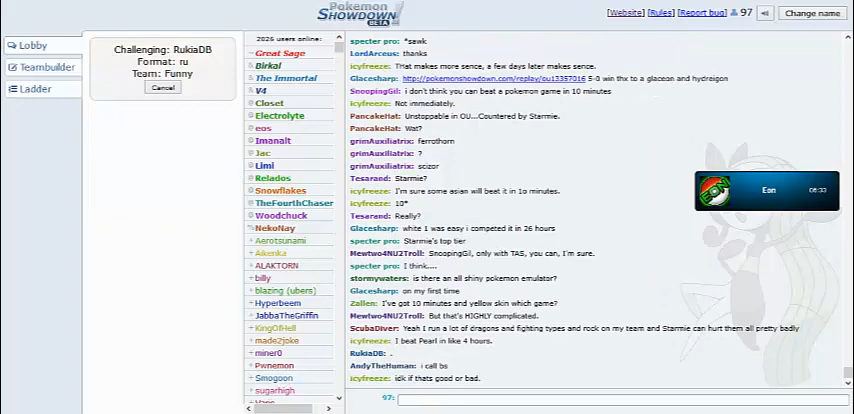 Pokemon
SHOWDOWN
BETA
[Website] [Rules] [Report bug] 97 Change name
Lobby
Teambuilder
Ladder
Challenging: RukiaDB
Format: ru
Team: Funny
Cancel
2026 users online:
Great Sage
Birkal
The Immortal
V4
Closet
Electrolyte
eos
Imanalt
Jac
Limi
Relados
Snowflakes
TheFourthChaser
Woodchuck
NekoNay
+Aerotsunami
+Aikenka
+ALAKTORN
+billy
+blazing (ubers)
+Hyperbeem
+JabbaTheGriffin
+KingOfHell
+made2joke
+miner0
+Pwnemon
+Smogoon
+sugarhigh
specter pro: *sawk
LordArceus: thanks
icyfreeze: THat makes more sence, a few days later makes sence.
Glacesharp: http://pokemonshowdown.com/replay/ou13357016 5-0 win thx to a glaceon and hydreigon
SnoopingGil: i don't think you can beat a pokemon game in 10 minutes
icyfreeze: Not immediately.
PancakeHat: Unstoppable in OU...Countered by Starmie.
PancakeHat: Wat?
grimAuxiliatrix: ferrothorn
grimAuxiliatrix: ?
grimAuxiliatrix: scizor
Tesarand: Starmie?
icyfreeze: I'm sure some asian will beat it in 1o minutes.
icyfreeze: 10*
Tesarand: Really?
Glacesharp: white 1 was easy i competed it in 26 hours
specter pro: Starmie's top tier
Mewtwo4NU2Troll: SnoopingGil, only with TAS, you can, I'm sure.
specter pro: I think....
stormywaters: is there an all shiny pokemon emulator?
Glacesharp: on my first time
Zallen: I've got 10 minutes and yellow skin which game?
Mewtwo4NU2Troll: But that's HIGHLY complicated.
ScubaDiver: Yeah I run a lot of dragons and fighting types and rock on my team and Starmie can hurt them all pretty badly
icyfreeze: I beat Pearl in like 4 hours.
RukiaDB: .
AndyTheHuman: i call bs
icyfreeze: idk if thats good or bad.
97:
EON
Eon
06:33